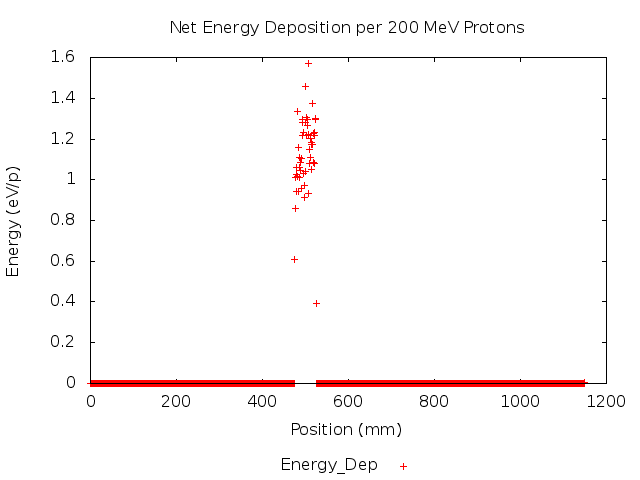 Net Energy Deposition per 200 MeV Protons
1.6
1.4
1.2
1
0.8
0.6
0.4
0.2
0
Energy (eV/p)
0 200 400 600 800 1000 1200
Position (mm)
Energy_Dep